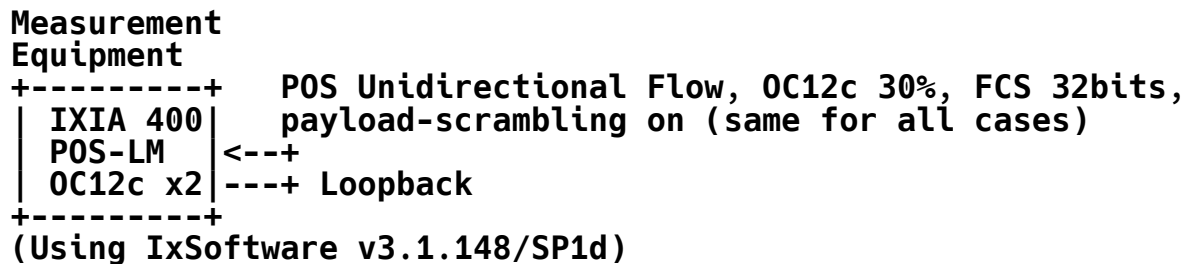 Measurement
Equipment
+---------+   POS Unidirectional Flow, OC12c 30%, FCS 32bits,
| IXIA 400|   payload-scrambling on (same for all cases)
| POS-LM  |<--+
| OC12c x2|---+ Loopback
+---------+
(Using IxSoftware v3.1.148/SP1d)